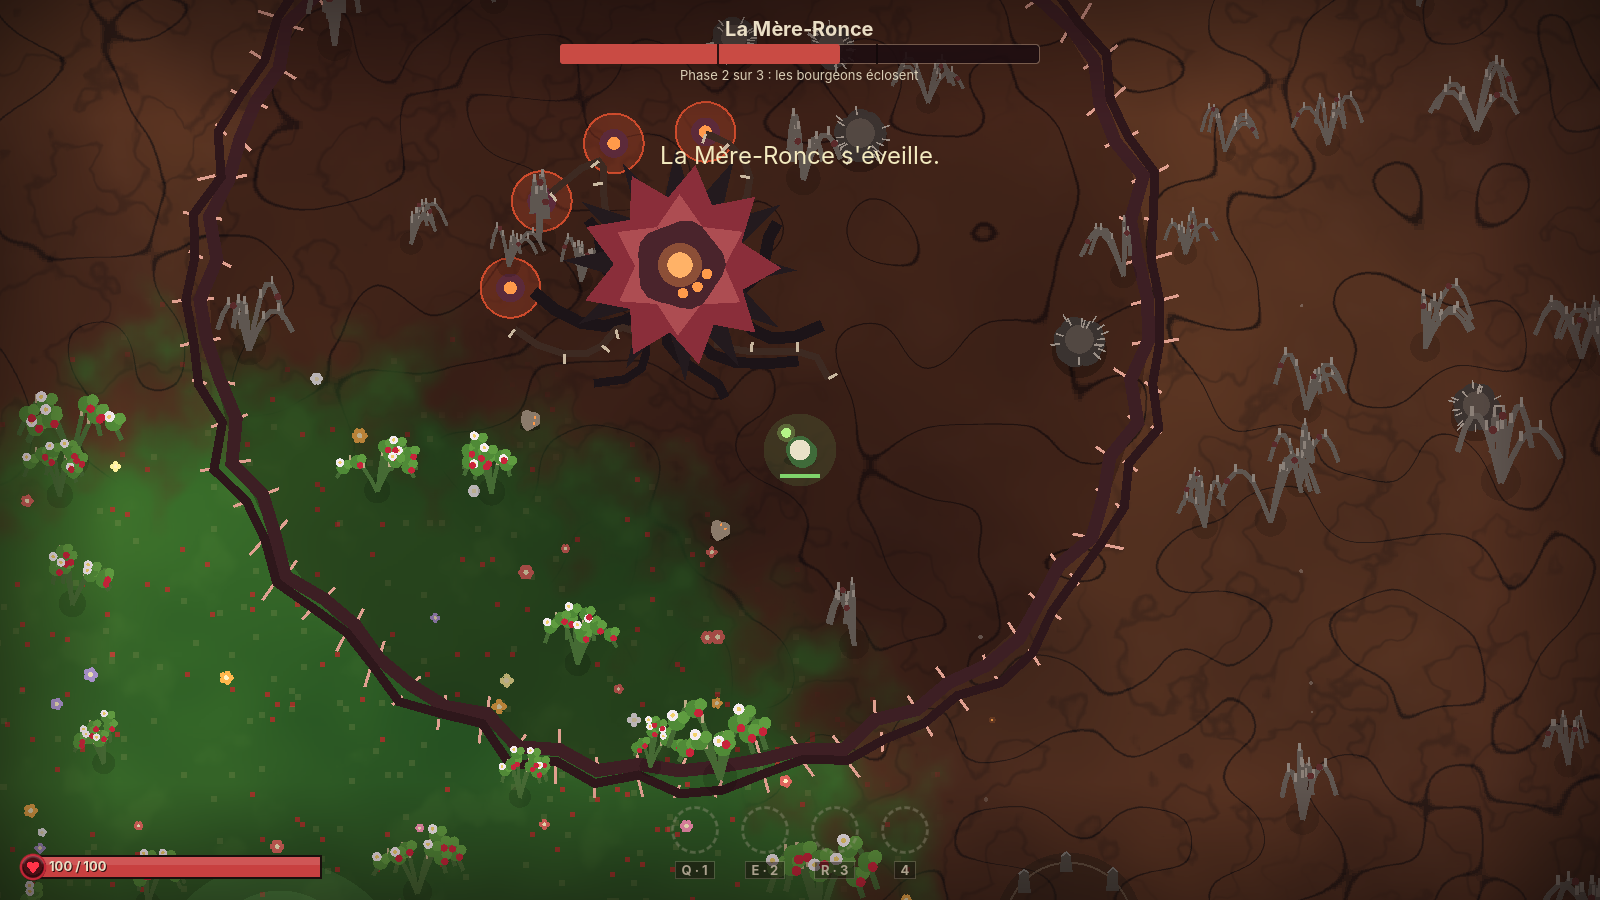 La Mère-Ronce
Phase 2 sur 3 : les bourgeons éclosent
La Mère-Ronce s'éveille.
100 / 100
Q · 1
E · 2
R · 3
4